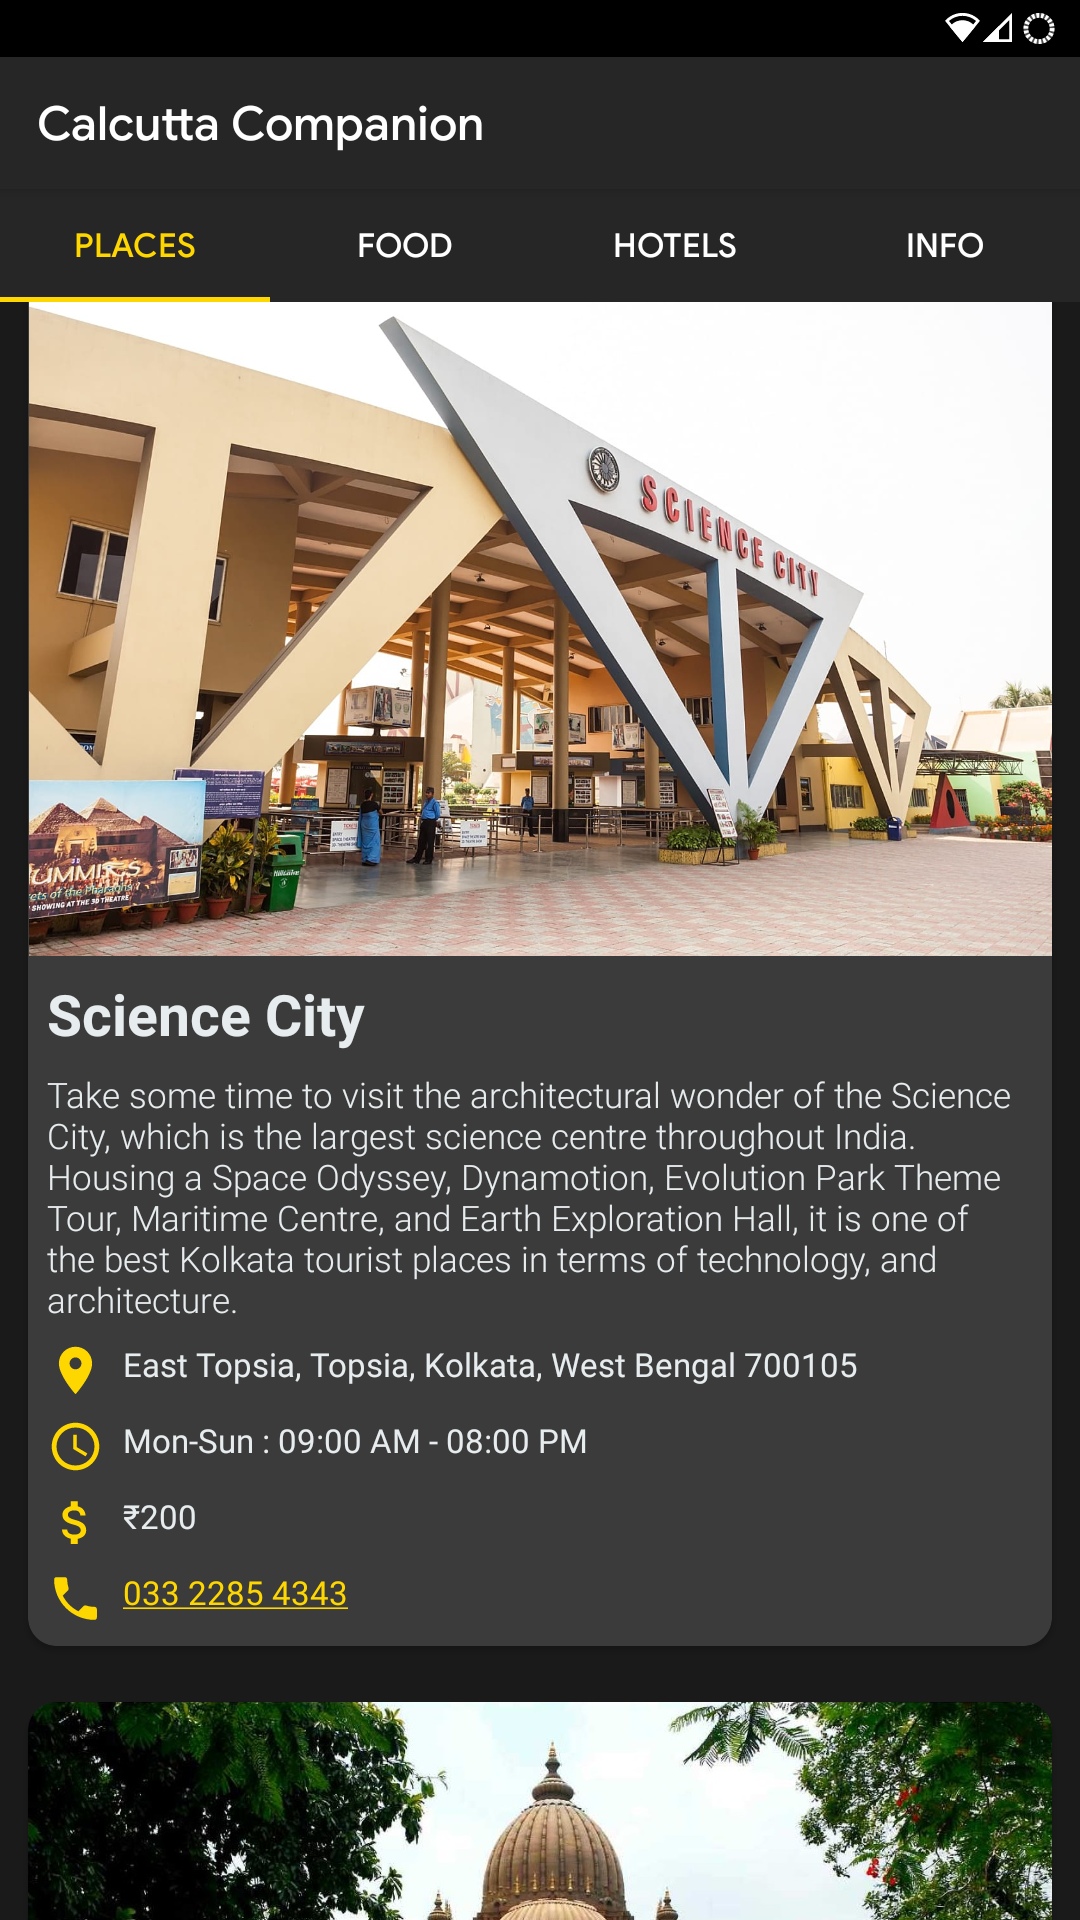 Calcutta Companion
PLACES
FOOD
HOTELS
INFO
SCIENCE CITY
UMMIES
ets of the Pharaohs
SHOWING AT THE 3D THEATRE
Science City
Take some time to visit the architectural wonder of the Science
City, which is the largest science centre throughout India.
Housing a Space Odyssey, Dynamotion, Evolution Park Theme
Tour, Maritime Centre, and Earth Exploration Hall, it is one of
the best Kolkata tourist places in terms of technology, and
architecture.
East Topsia, Topsia, Kolkata, West Bengal 700105
Mon-Sun : 09:00 AM - 08:00 PM
₹200
033 2285 4343